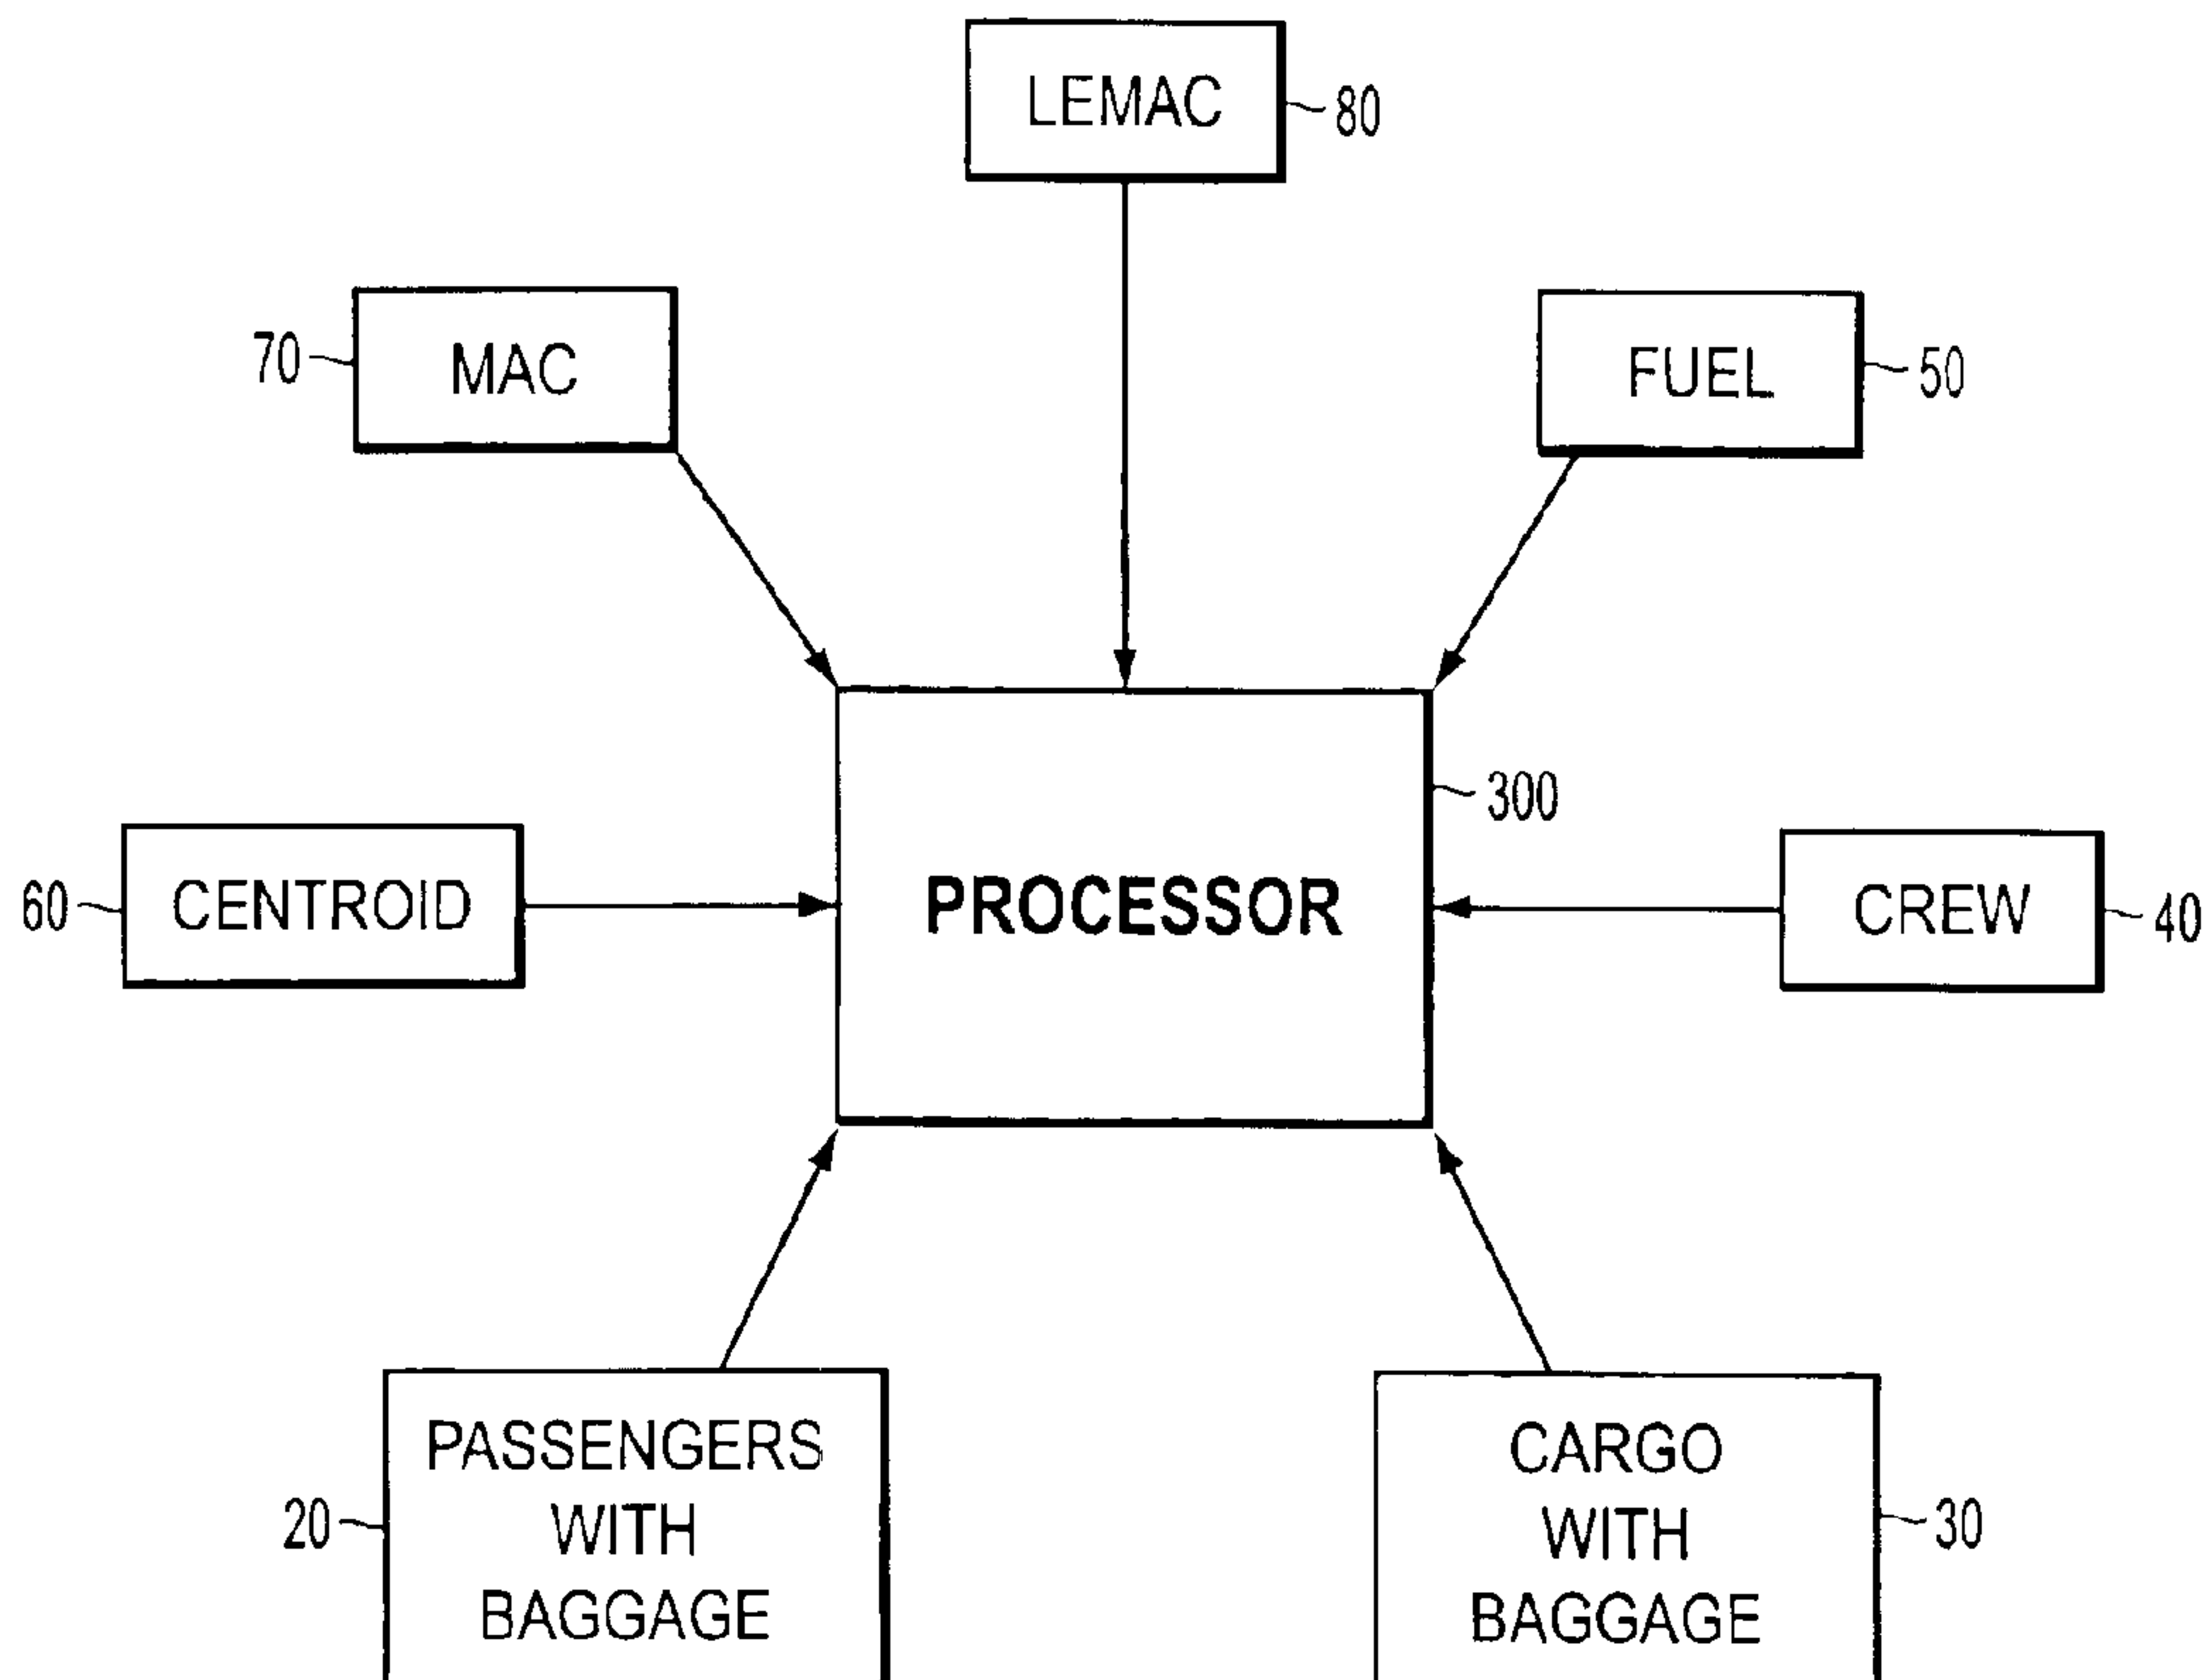 LEMAC
80
MAC
70
FUEL
50
PROCESSOR
300
CENTROID
60
CREW
40
PASSENGERS
WITH
BAGGAGE
20
CARGO
WITH
BAGGAGE
30